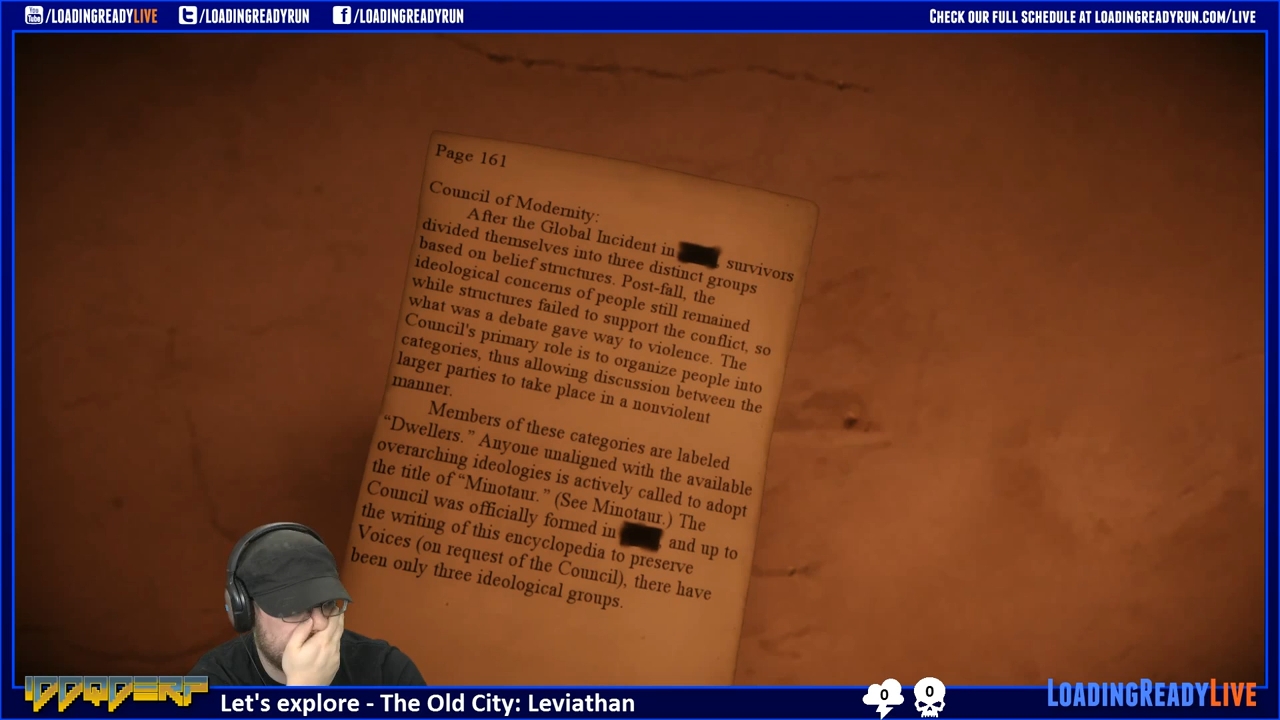 /LOADINGREADYLIVE
/LOADINGREADYRUN
/LOADINGREADYRUN
CHECK OUR FULL SCHEDULE AT LOADINGREADYRUN.COM/LIVE
Page 161
Council of Modernity:
After the Global Incident in
survivors
divided themselves into three distinct groups
based on belief structures. Post-fall, the
ideological concerns of people still remained
while structures failed to support the conflict, so
what was a debate gave way to violence. The
Council's primary role is to organize people into
categories, thus allowing discussion between the
larger parties to take place in a nonviolent
manner.
Members of these categories are labeled
“Dwellers.” Anyone unaligned with the available
overarching ideologies is actively called to adopt
the title of “Minotaur.” (See Minotaur.) The
Council was officially formed in
, and up to
the writing of this encyclopedia to preserve
Voices (on request of the Council), there have
been only three ideological groups.
IDDQDERP
Let's explore - The Old City: Leviathan
0
0
LOADINGREADYLIVE